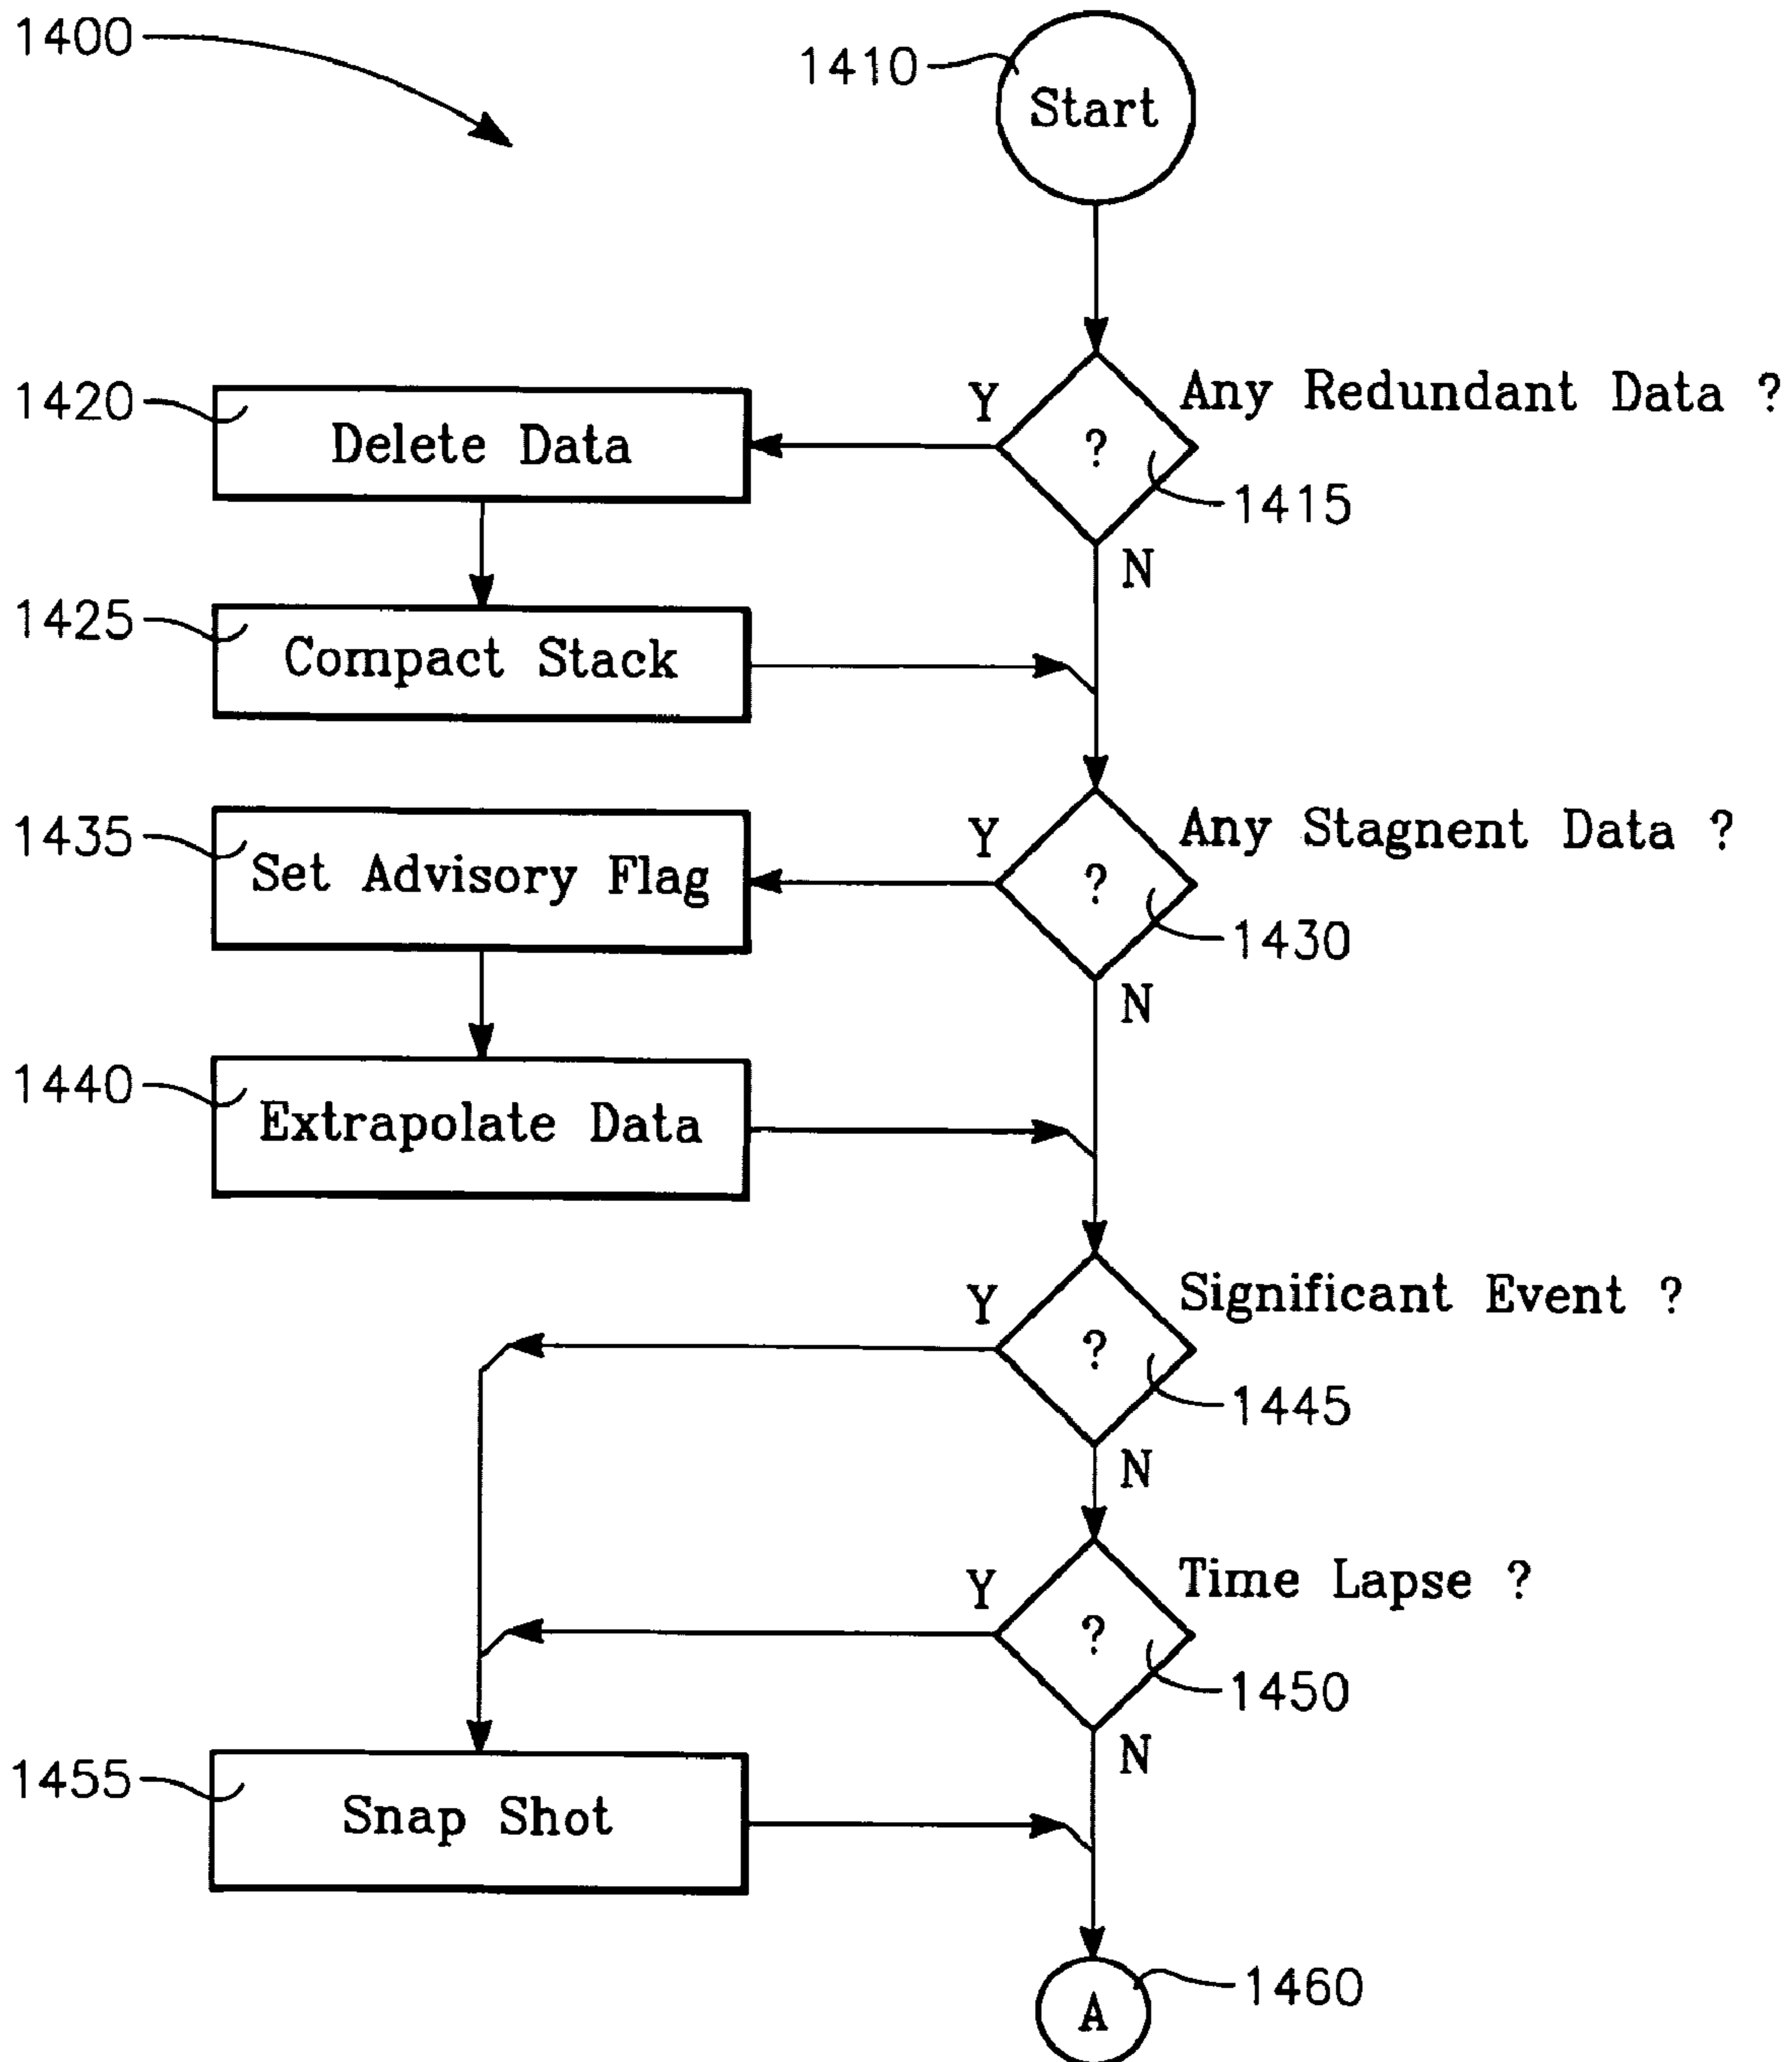 1400
1410
Start
Any Redundant Data ?
Y
?
1415
N
1420
Delete Data
1425
Compact Stack
Any Stagnent Data ?
Y
?
1430
N
1435
Set Advisory Flag
1440
Extrapolate Data
Significant Event ?
Y
?
1445
N
Time Lapse ?
Y
?
1450
N
1455
Snap Shot
A
1460